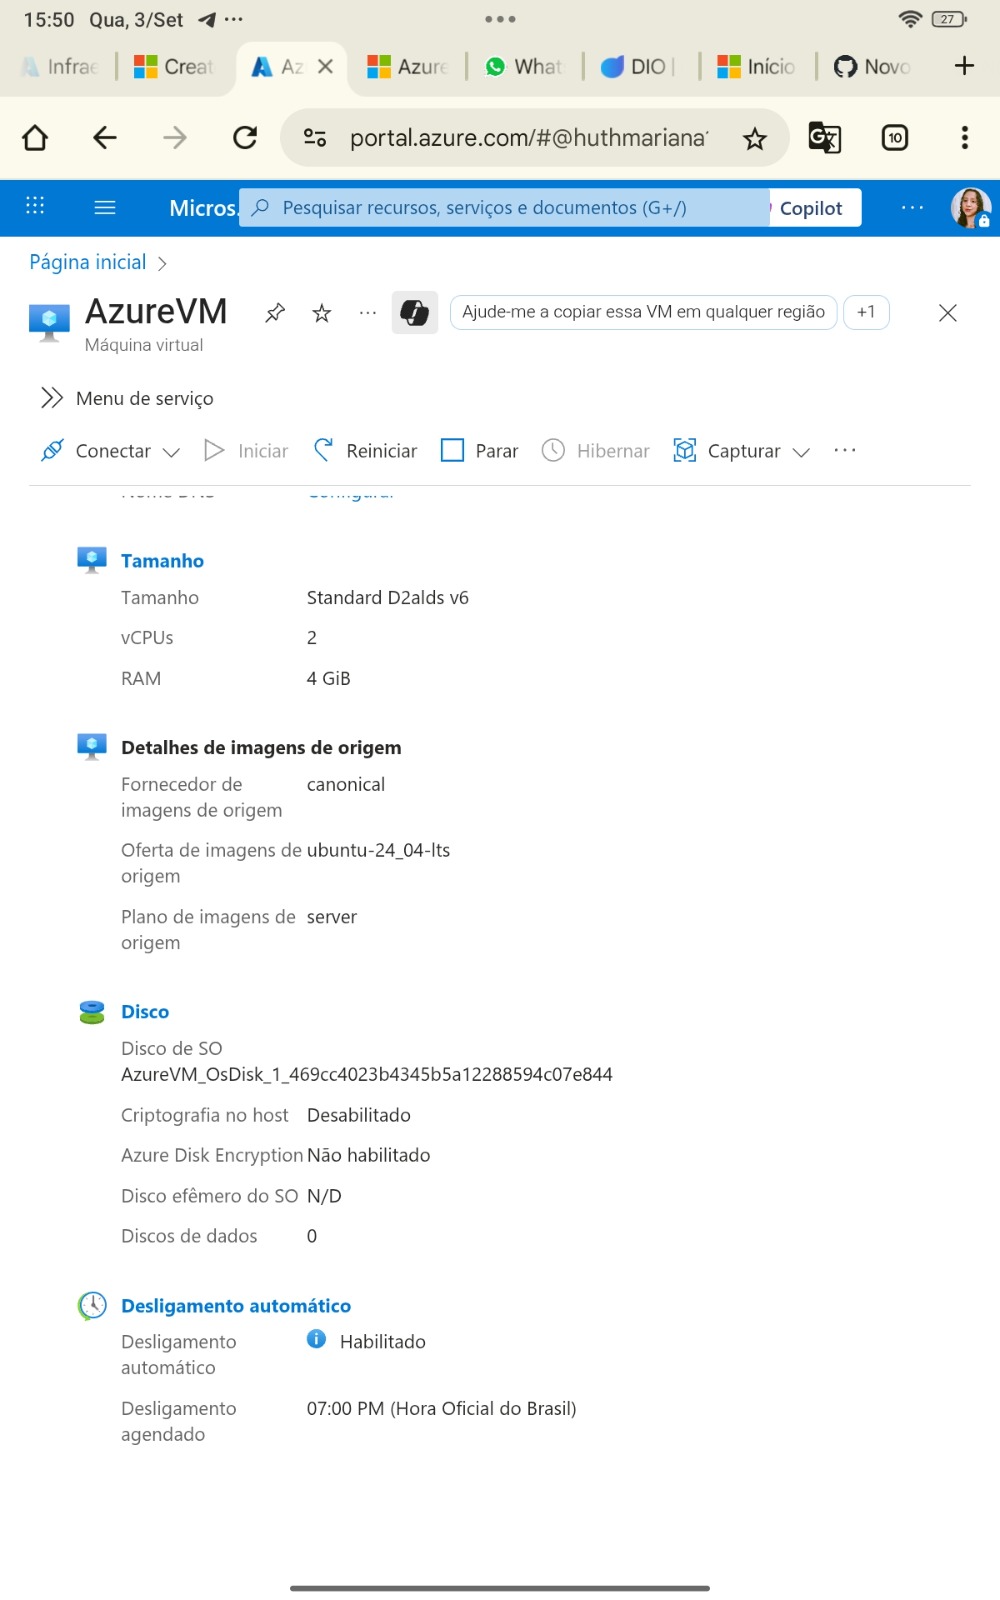 15:50 Qua, 3/Set
Infrae
Creat
Az
Azure
What
DIO |
Início
Novo
portal.azure.com/#@huthmariana
10
27
Micros.
Pesquisar recursos, serviços e documentos (G+/)
Copilot
Página inicial
AzureVM
Máquina virtual
Ajude-me a copiar essa VM em qualquer região
+1
Menu de serviço
Conectar
Iniciar
Reiniciar
Parar
Hibernar
Capturar
Nome DNS Configurar
Tamanho
Tamanho Standard D2alds v6
vCPUs 2
RAM 4 GiB
Detalhes de imagens de origem
Fornecedor de canonical
imagens de origem
Oferta de imagens de ubuntu-24_04-lts
origem
Plano de imagens de server
origem
Disco
Disco de SO
AzureVM_OsDisk_1_469cc4023b4345b5a12288594c07e844
Criptografia no host Desabilitado
Azure Disk Encryption Não habilitado
Disco efêmero do SO N/D
Discos de dados 0
Desligamento automático
Desligamento Habilitado
automático
Desligamento 07:00 PM (Hora Oficial do Brasil)
agendado